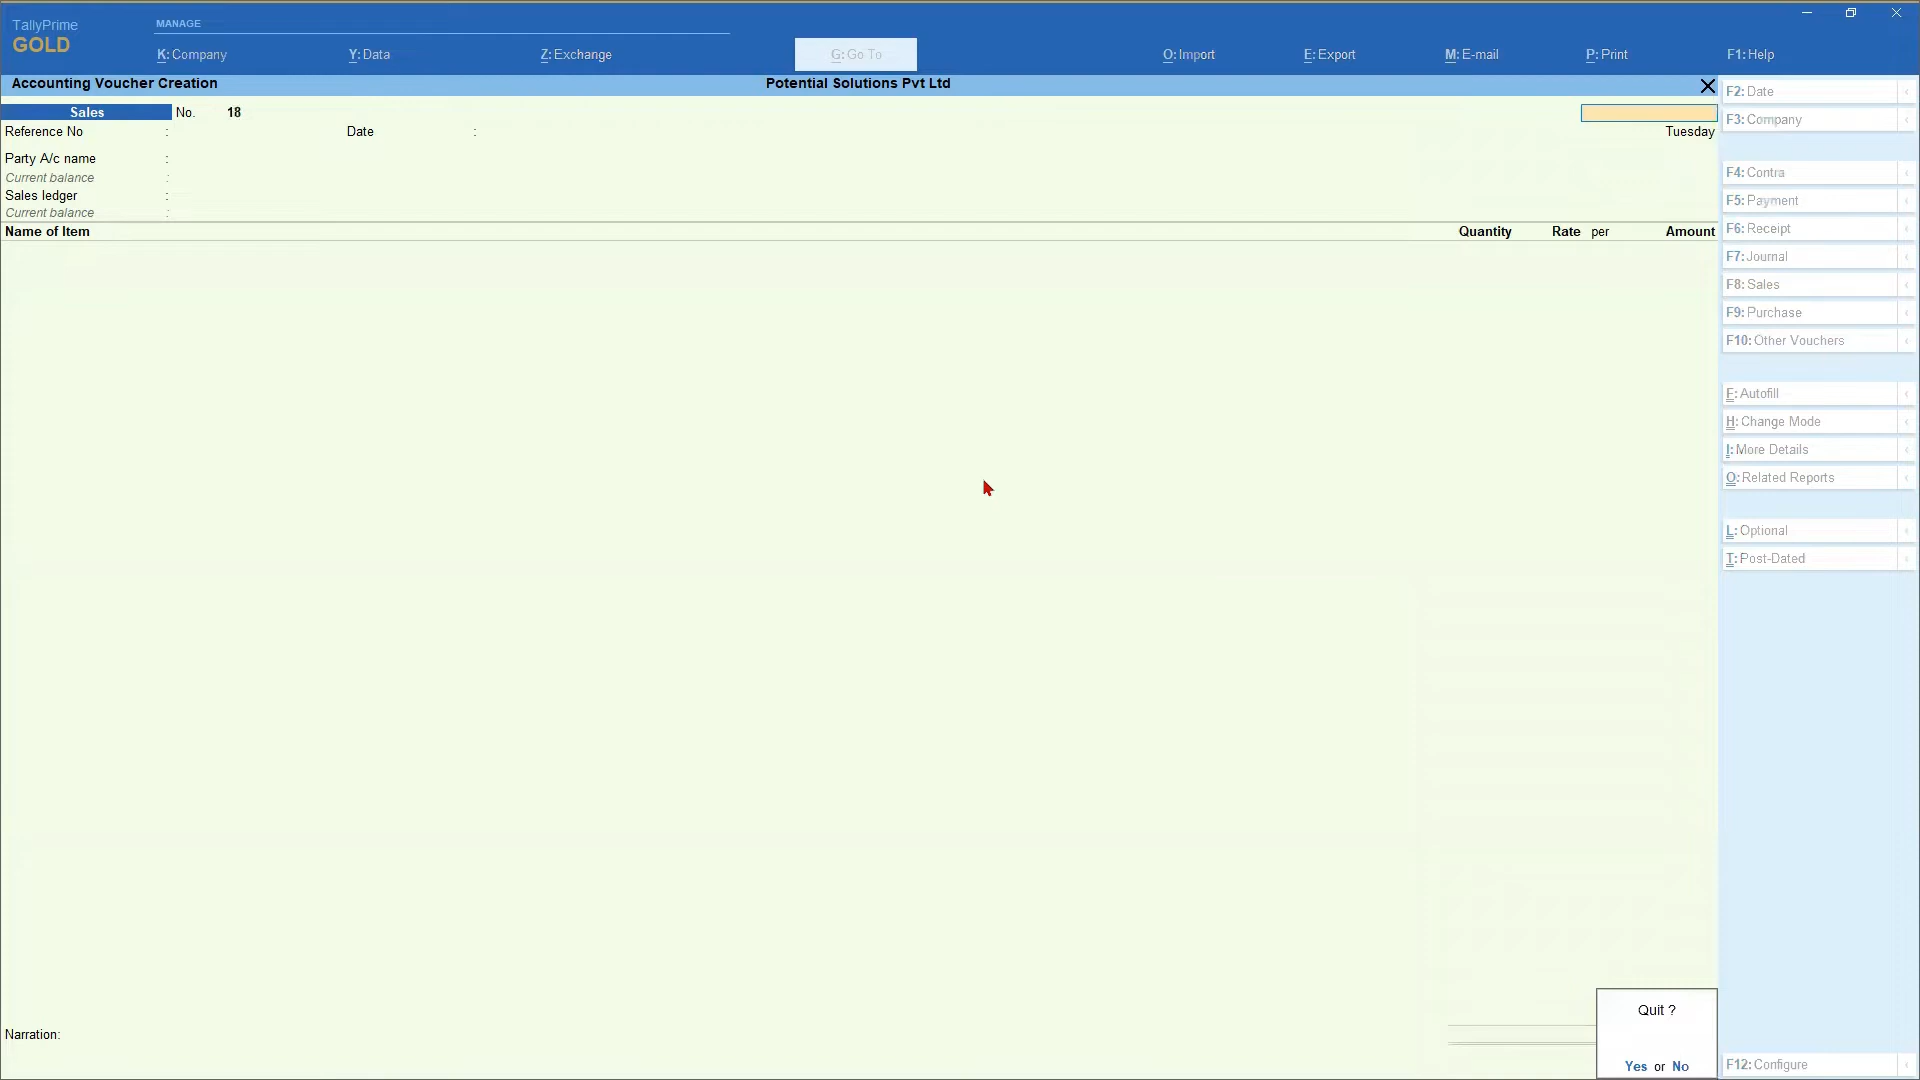 TallyPrime
GOLD
MANAGE
K: Company
Y: Data
Z: Exchange
G: Go To
O: Import
E: Export
M: E-mail
P: Print
F1: Help
Accounting Voucher Creation
Potential Solutions Pvt Ltd
Sales No. 18
Reference No : Date :
Tuesday
Party A/c name :
Current balance :
Sales ledger :
Current balance :
Name of Item Quantity Rate per Amount
F2: Date
F3: Company
F4: Contra
F5: Payment
F6: Receipt
F7: Journal
F8: Sales
F9: Purchase
F10: Other Vouchers
F: Autofill
H: Change Mode
I: More Details
O: Related Reports
L: Optional
T: Post-Dated
Narration:
Quit ?
Yes or No
F12: Configure